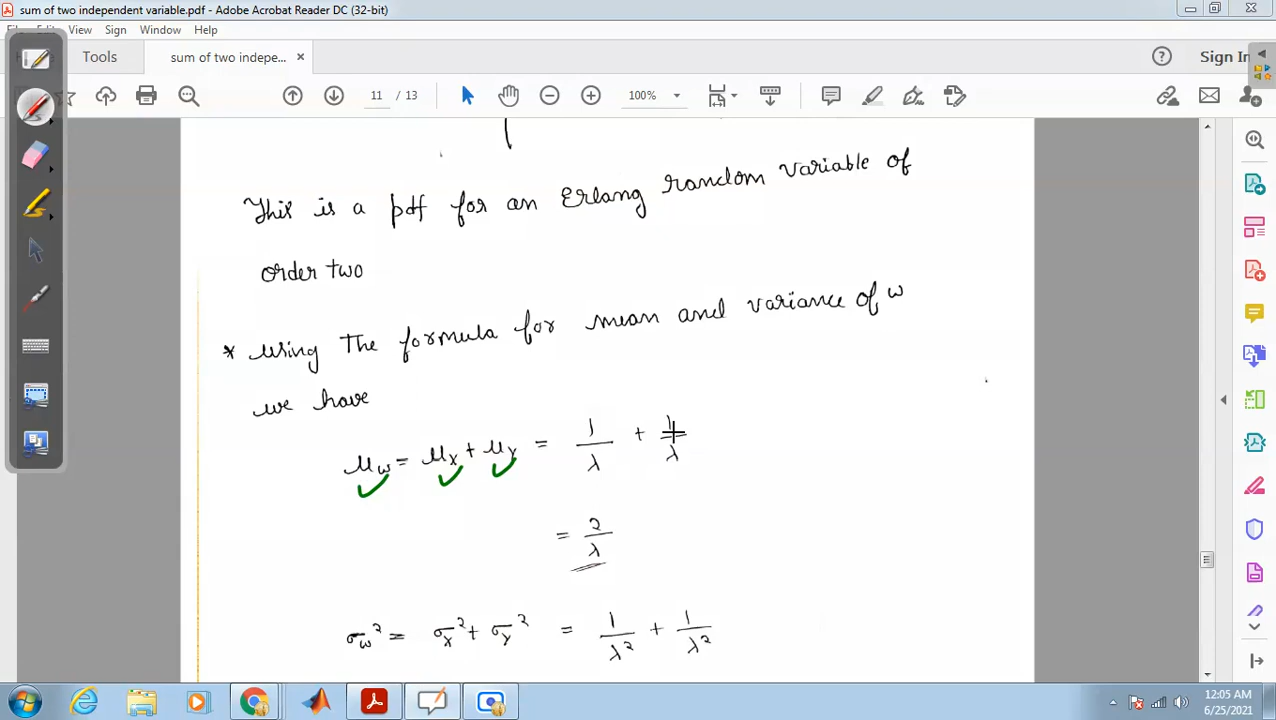 sum of two independent variable.pdf - Adobe Acrobat Reader DC (32-bit)
View Sign Window Help
Tools sum of two indepe... ×
Sign In
11 / 13 100%
This is a pdf for an Erlang random variable of
order two
* using the formula for mean and variance of w
we have
μw = μx + μy = 1/λ + 1/λ
= 2/λ
σw² = σx² + σy² = 1/λ² + 1/λ²
12:05 AM
6/25/2021